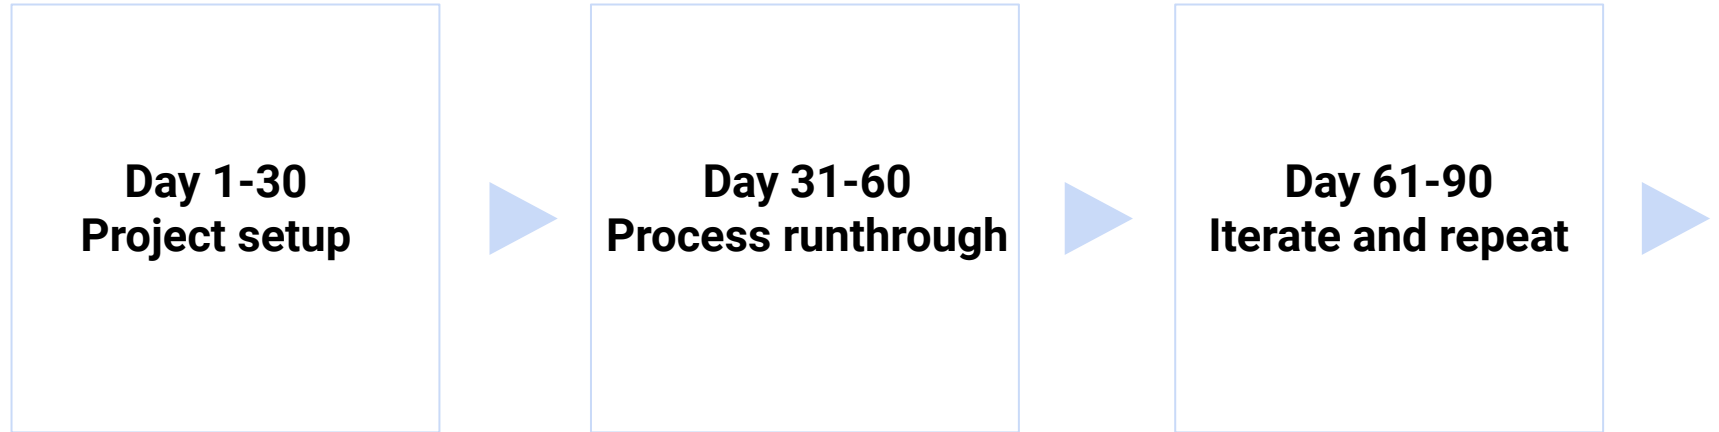 Day 1-30
Project setup
Day 31-60
Process runthrough
Day 61-90
Iterate and repeat